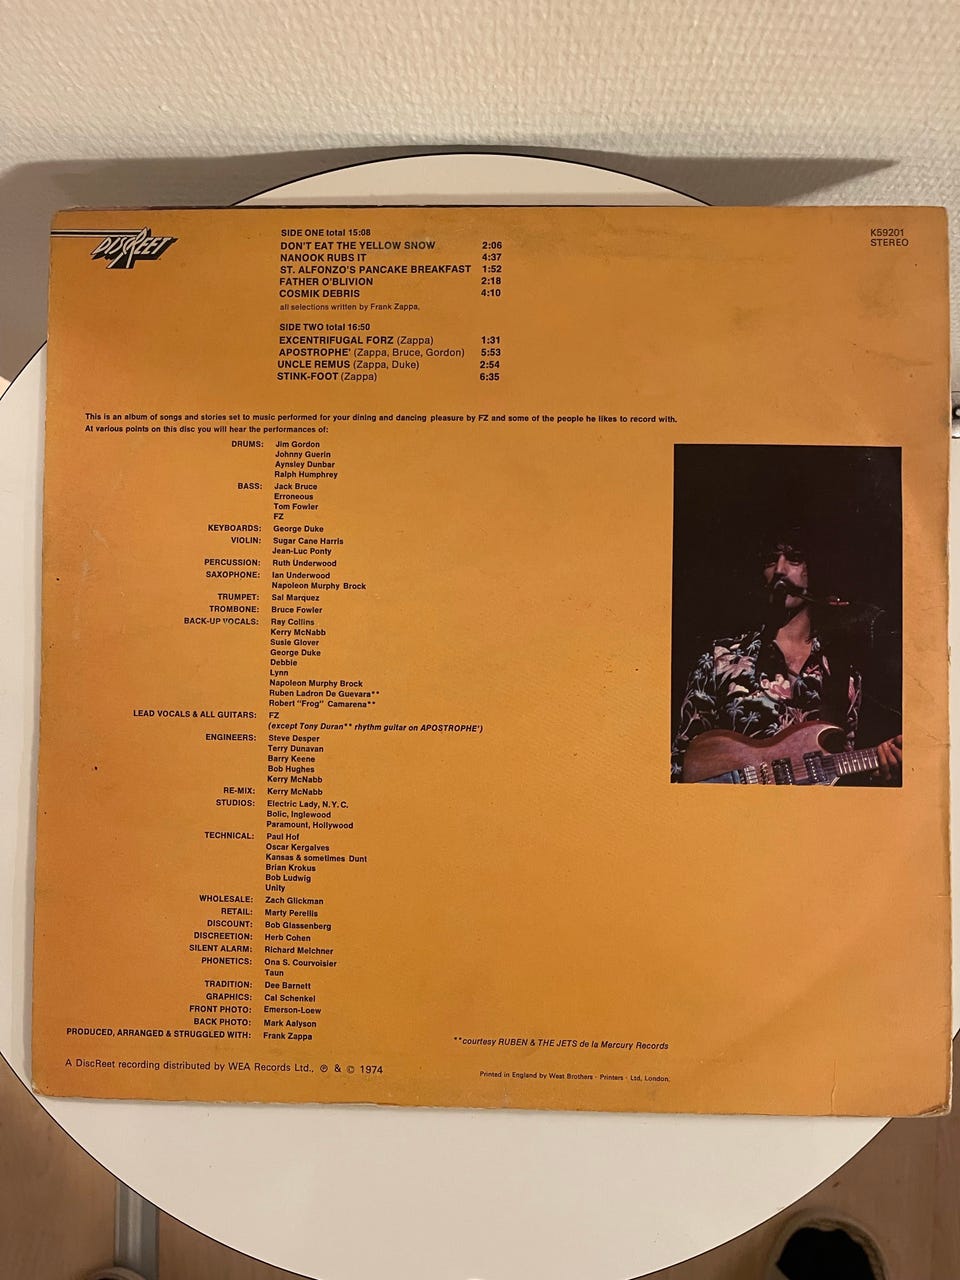 DISCREET
K59201
STEREO
SIDE ONE total 15:08
DON'T EAT THE YELLOW SNOW 2:06
NANOOK RUBS IT 4:37
ST. ALFONZO'S PANCAKE BREAKFAST 1:52
FATHER O'BLIVION 2:18
COSMIK DEBRIS 4:10
all selections written by Frank Zappa,
SIDE TWO total 16:50
EXCENTRIFUGAL FORZ (Zappa) 1:31
APOSTROPHE' (Zappa, Bruce, Gordon) 5:53
UNCLE REMUS (Zappa, Duke) 2:54
STINK-FOOT (Zappa) 6:35
This is an album of songs and stories set to music performed for your dining and dancing pleasure by FZ and some of the people he likes to record with.
At various points on this disc you will hear the performances of:
DRUMS: Jim Gordon
Johnny Guerin
Aynsley Dunbar
Ralph Humphrey
BASS: Jack Bruce
Erroneous
Tom Fowler
FZ
KEYBOARDS: George Duke
VIOLIN: Sugar Cane Harris
Jean-Luc Ponty
PERCUSSION: Ruth Underwood
SAXOPHONE: Ian Underwood
Napoleon Murphy Brock
TRUMPET: Sal Marquez
TROMBONE: Bruce Fowler
BACK-UP VOCALS: Ray Collins
Kerry McNabb
Susie Glover
George Duke
Debbie
Lynn
Napoleon Murphy Brock
Ruben Ladron De Guevara**
Robert "Frog" Camarena**
LEAD VOCALS & ALL GUITARS: FZ
(except Tony Duran** rhythm guitar on APOSTROPHE')
ENGINEERS: Steve Desper
Terry Dunavan
Barry Keene
Bob Hughes
Kerry McNabb
RE-MIX: Kerry McNabb
STUDIOS: Electric Lady, N.Y.C.
Bolic, Inglewood
Paramount, Hollywood
TECHNICAL: Paul Hof
Oscar Kergalves
Kansas & sometimes Dunt
Brian Krokus
Bob Ludwig
Unity
WHOLESALE: Zach Glickman
RETAIL: Marty Perellis
DISCOUNT: Bob Glassenberg
DISCREETION: Herb Cohen
SILENT ALARM: Richard Melchner
PHONETICS: Ona S. Courvoisier
Taun
TRADITION: Dee Barnett
GRAPHICS: Cal Schenkel
FRONT PHOTO: Emerson-Loew
BACK PHOTO: Mark Aalyson
PRODUCED, ARRANGED & STRUGGLED WITH: Frank Zappa
**courtesy RUBEN & THE JETS de la Mercury Records
A DiscReet recording distributed by WEA Records Ltd., ℗ & © 1974
Printed in England by West Brothers · Printers · Ltd, London.